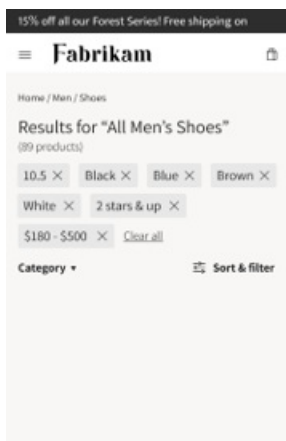 15% off all our Forest Series! Free shipping on
Fabrikam
Home / Men / Shoes
Results for “All Men’s Shoes”
(89 products)
10.5 × Black × Blue × Brown ×
White × 2 stars & up ×
$180 - $500 × Clear all
Category ▾ Sort & filter